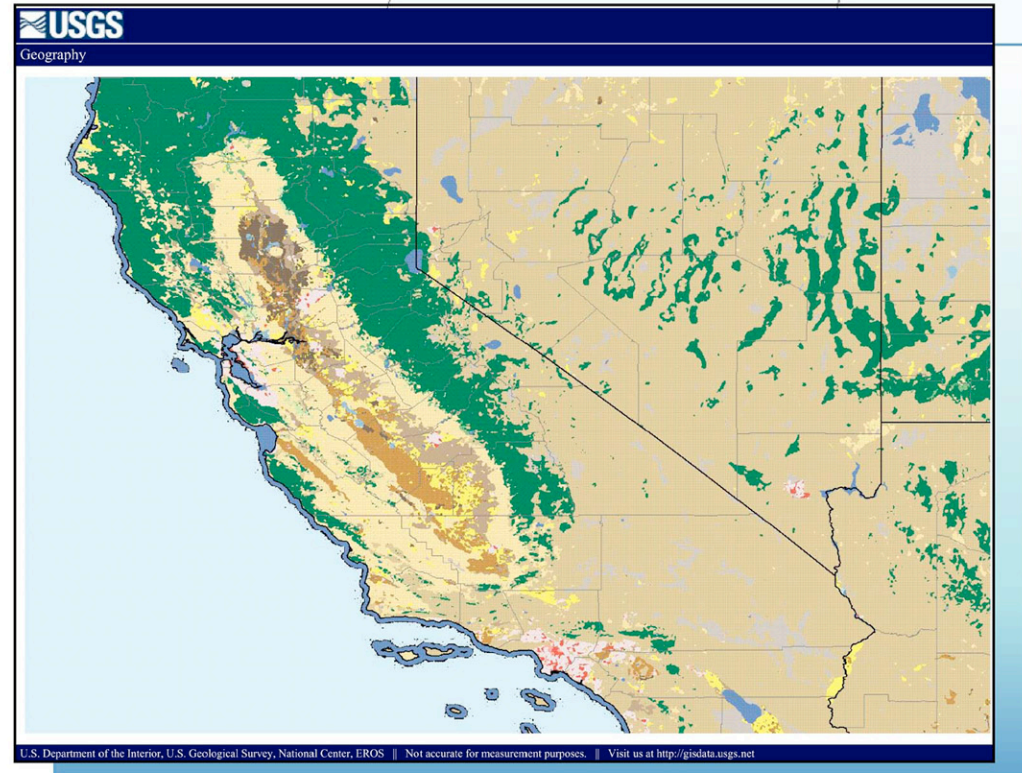 USGS
Geography
U.S. Department of the Interior, U.S. Geological Survey, National Center, EROS || Not accurate for measurement purposes. || Visit us at http://gisdata.usgs.net